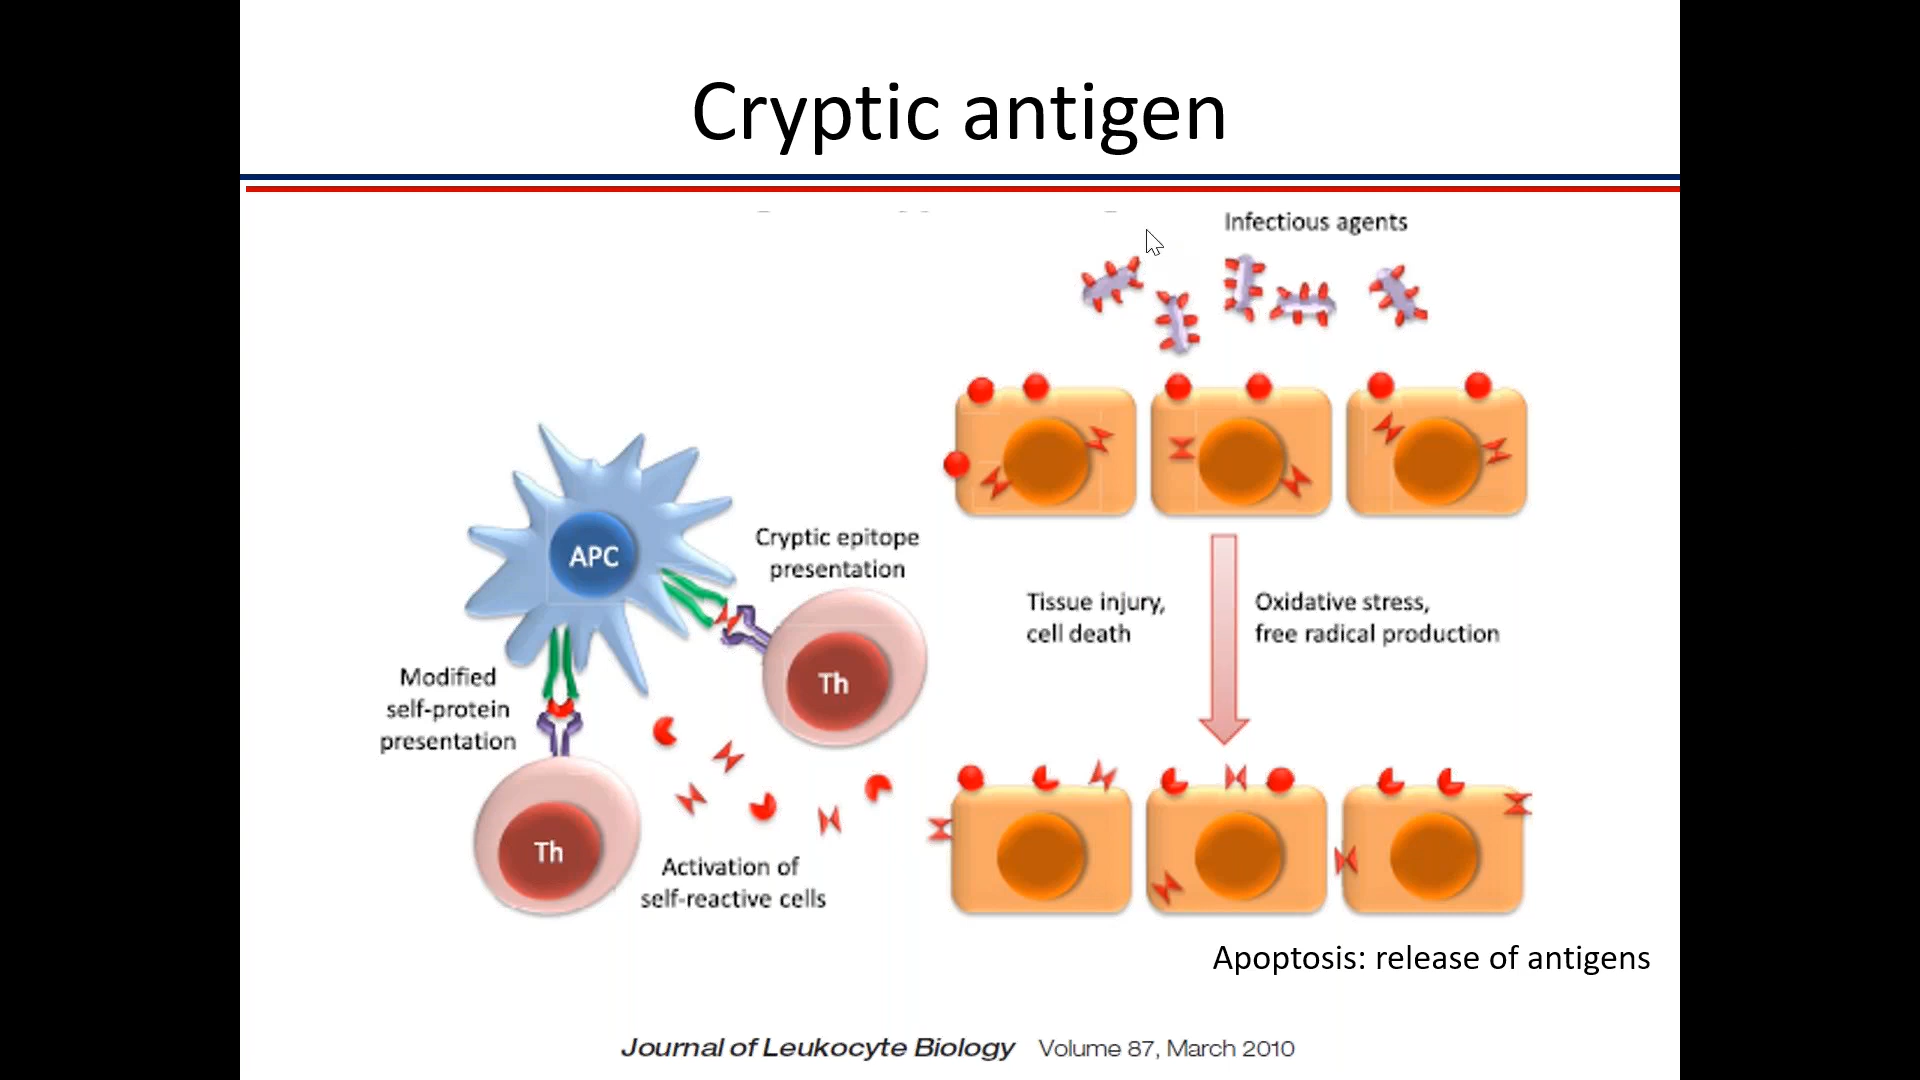 Cryptic antigen
Infectious agents
APC
Cryptic epitope
presentation
Th
Modified
self-protein
presentation
Th
Activation of
self-reactive cells
Tissue injury,
cell death
Oxidative stress,
free radical production
Apoptosis: release of antigens
Journal of Leukocyte Biology Volume 87, March 2010